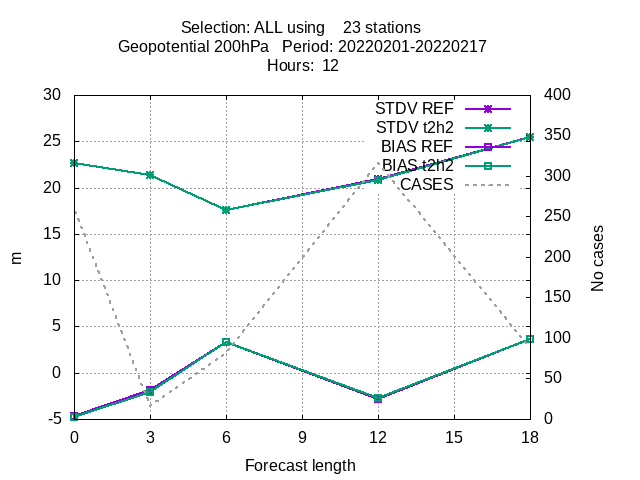 Selection: ALL using    23 stations
Geopotential 200hPa   Period: 20220201-20220217
Hours:  12
30 400
STDV REF
STDV t2h2
25 350
BIAS REF
BIAS t2h2
20 300
CASES
250
15
200
10
150
5
100
0 50
-5 0
m
No cases
0 3 6 9 12 15 18
Forecast length